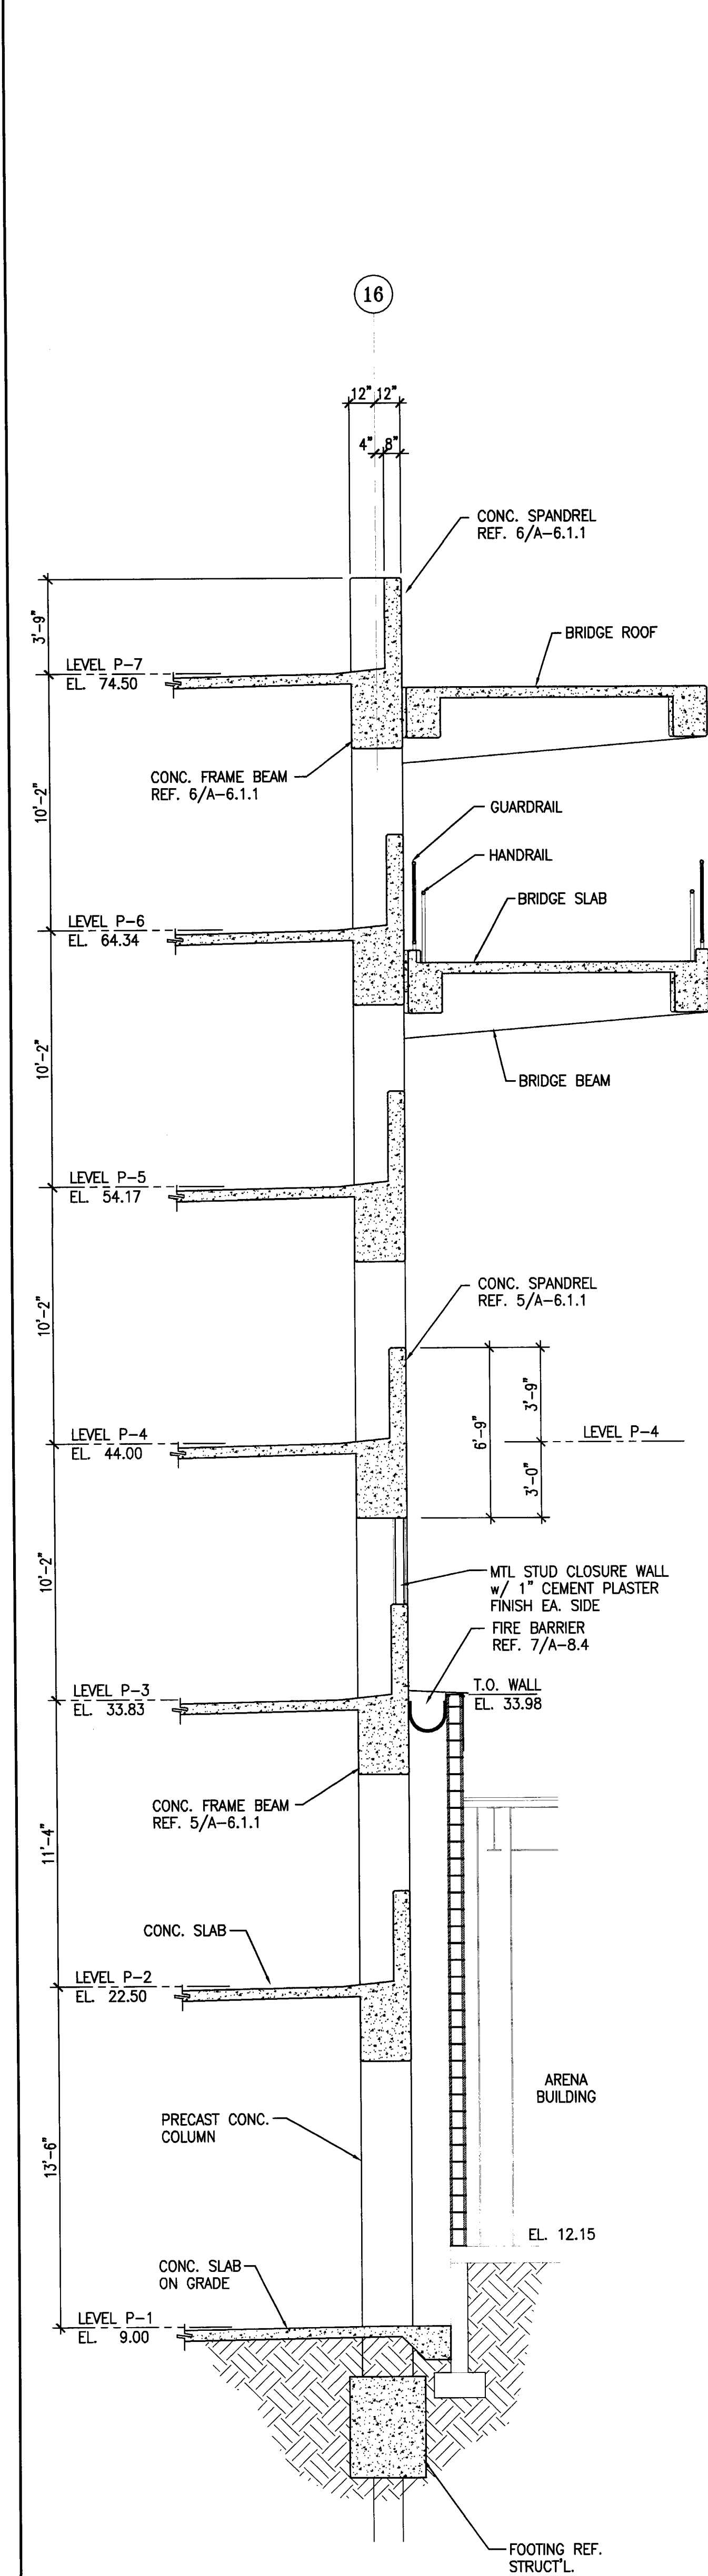 16
12" 12"
4" 8"
CONC. SPANDREL
REF. 6/A-6.1.1
3'-9"
BRIDGE ROOF
LEVEL P-7
EL. 74.50
CONC. FRAME BEAM
REF. 6/A-6.1.1
10'-2"
GUARDRAIL
HANDRAIL
BRIDGE SLAB
LEVEL P-6
EL. 64.34
10'-2"
BRIDGE BEAM
LEVEL P-5
EL. 54.17
CONC. SPANDREL
REF. 5/A-6.1.1
10'-2"
3'-9"
6'-9"
LEVEL P-4
EL. 44.00
LEVEL P-4
3'-0"
10'-2"
MTL STUD CLOSURE WALL
w/ 1" CEMENT PLASTER
FINISH EA. SIDE
FIRE BARRIER
REF. 7/A-8.4
LEVEL P-3
EL. 33.83
T.O. WALL
EL. 33.98
CONC. FRAME BEAM
REF. 5/A-6.1.1
11'-4"
CONC. SLAB
LEVEL P-2
EL. 22.50
ARENA
BUILDING
PRECAST CONC.
COLUMN
13'-6"
EL. 12.15
CONC. SLAB
ON GRADE
LEVEL P-1
EL. 9.00
FOOTING REF.
STRUCT'L.